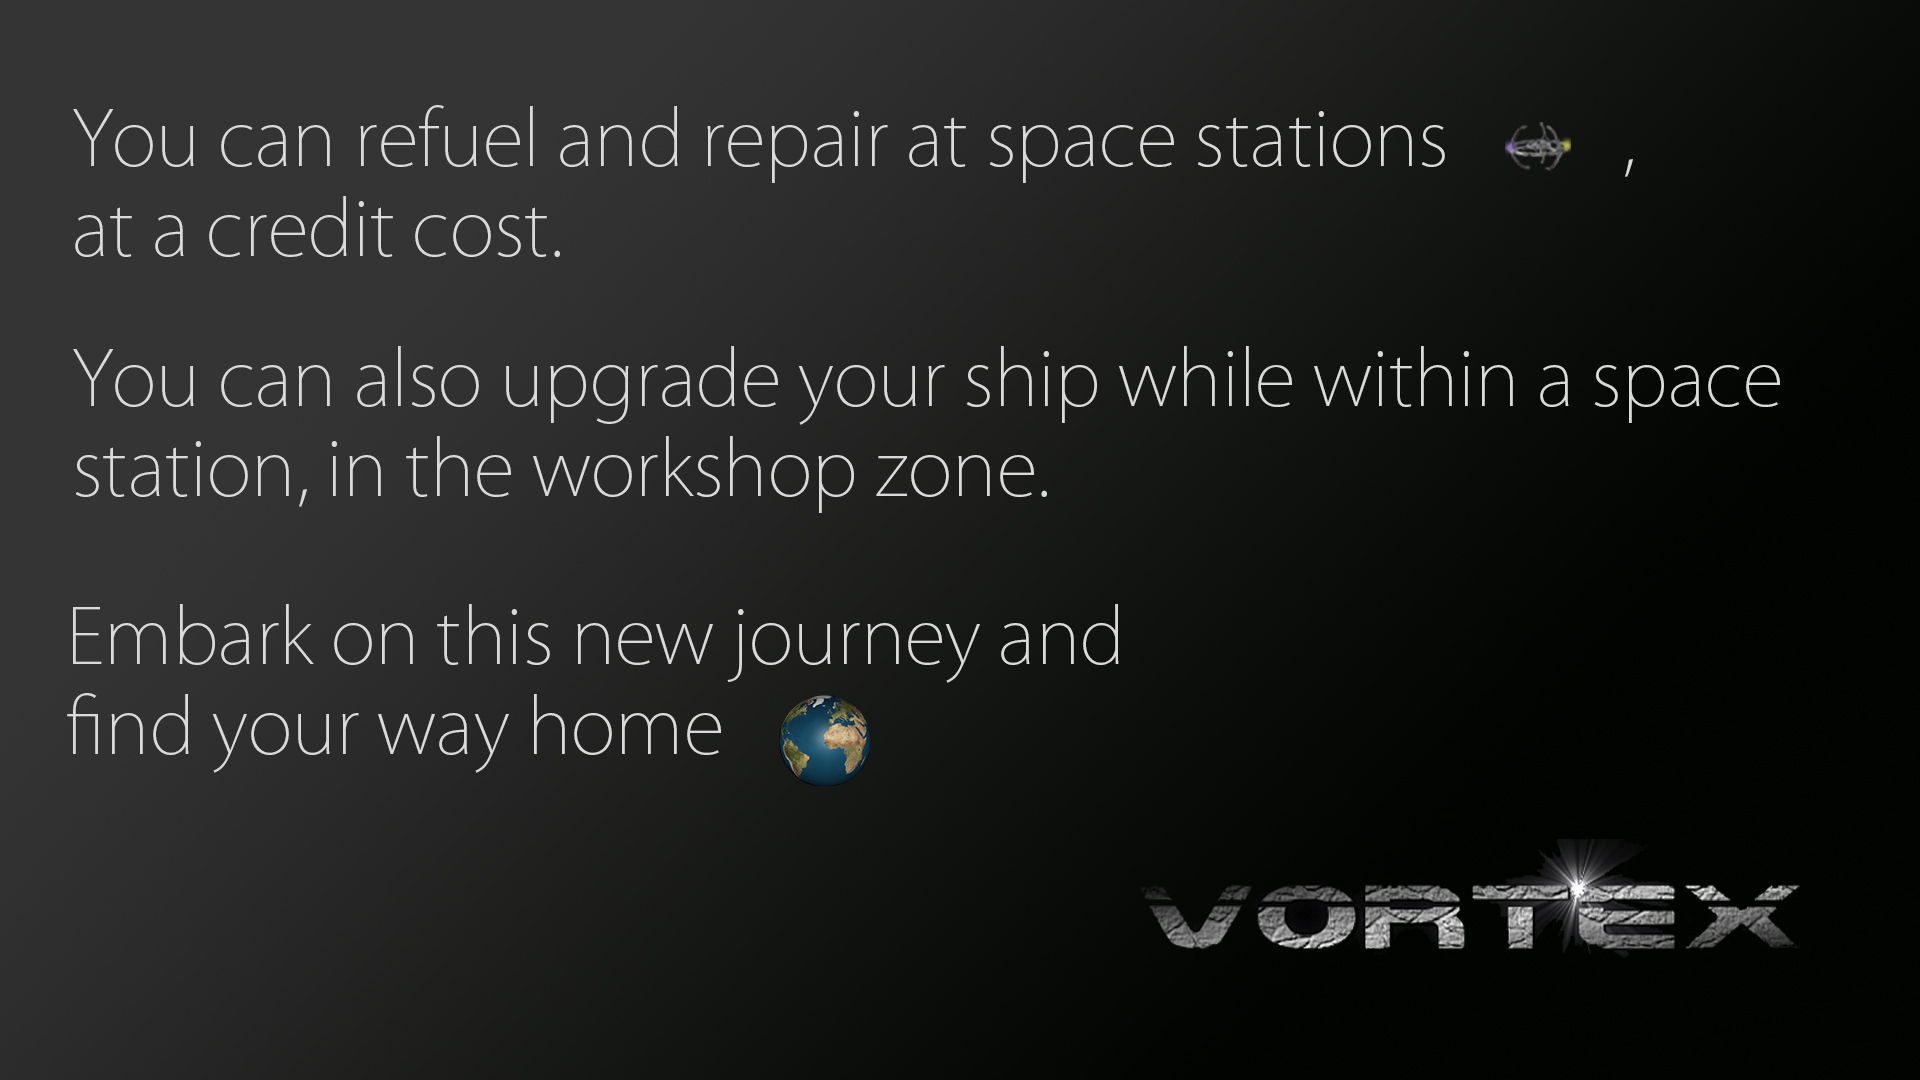 You can refuel and repair at space stations ,
at a credit cost.
You can also upgrade your ship while within a space
station, in the workshop zone.
Embark on this new journey and
find your way home
VORTEX